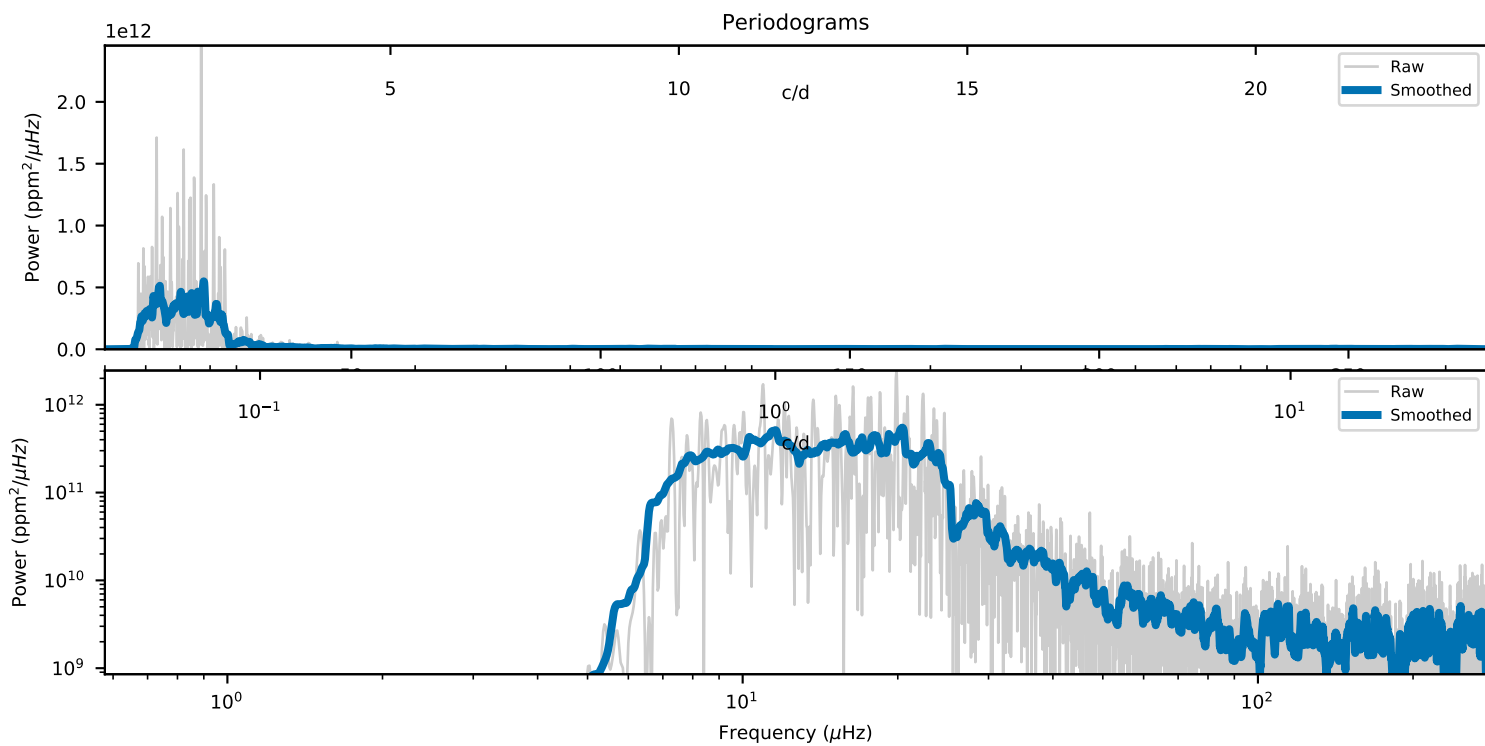 Periodograms
1e12
5 10 15 20
c/d
Raw
Smoothed
2.0
1.5
1.0
0.5
0.0
Power (ppm²/μHz)
10⁻¹ 10⁰ 10¹
c/d
Raw
Smoothed
10¹²
10¹¹
10¹⁰
10⁹
Power (ppm²/μHz)
10⁰ 10¹ 10²
Frequency (μHz)